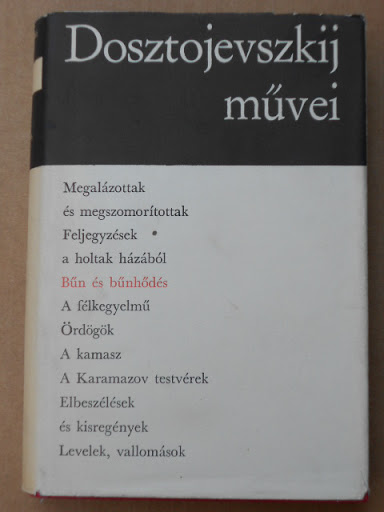 Dosztojevszkij
művei
Megalázottak
és megszomorítottak
Feljegyzések
a holtak házából
Bűn és bűnhődés
A félkegyelmű
Ördögök
A kamasz
A Karamazov testvérek
Elbeszélések
és kisregények
Levelek, vallomások